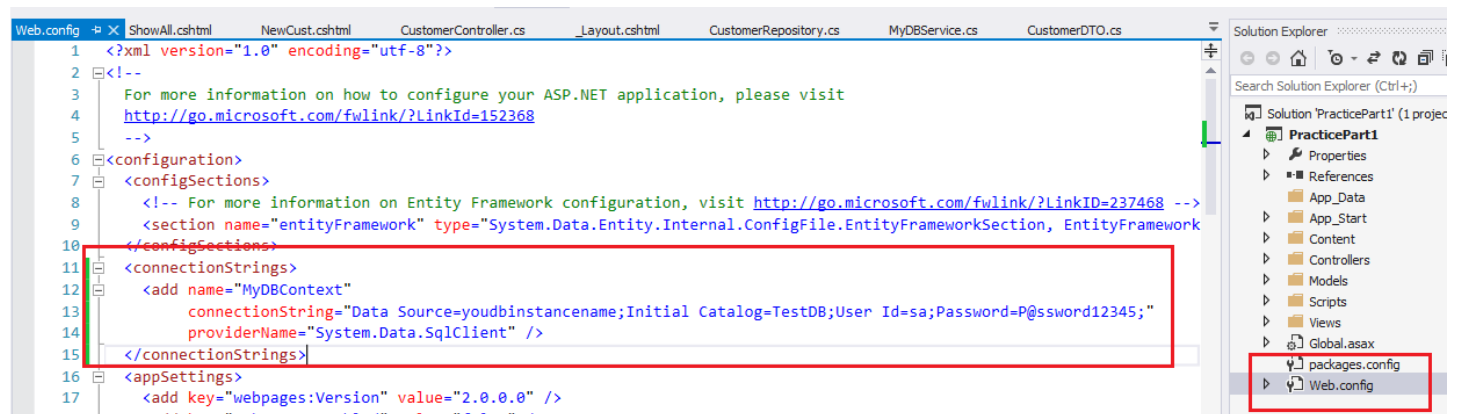 Web.config
ShowAll.cshtml
NewCust.cshtml
CustomerController.cs
_Layout.cshtml
CustomerRepository.cs
MyDBService.cs
CustomerDTO.cs
1 <?xml version="1.0" encoding="utf-8"?>
2 <!--
3 For more information on how to configure your ASP.NET application, please visit
4 http://go.microsoft.com/fwlink/?LinkId=152368
5 -->
6 <configuration>
7 <configSections>
8 <!-- For more information on Entity Framework configuration, visit http://go.microsoft.com/fwlink/?LinkID=237468 -->
9 <section name="entityFramework" type="System.Data.Entity.Internal.ConfigFile.EntityFrameworkSection, EntityFramework
10 </configSections>
11 <connectionStrings>
12 <add name="MyDBContext"
13 connectionString="Data Source=youdbinstancename;Initial Catalog=TestDB;User Id=sa;Password=P@ssword12345;"
14 providerName="System.Data.SqlClient" />
15 </connectionStrings>
16 <appSettings>
17 <add key="webpages:Version" value="2.0.0.0" />
Solution Explorer
Search Solution Explorer (Ctrl+;)
Solution 'PracticePart1' (1 projec
PracticePart1
Properties
References
App_Data
App_Start
Content
Controllers
Models
Scripts
Views
Global.asax
packages.config
Web.config